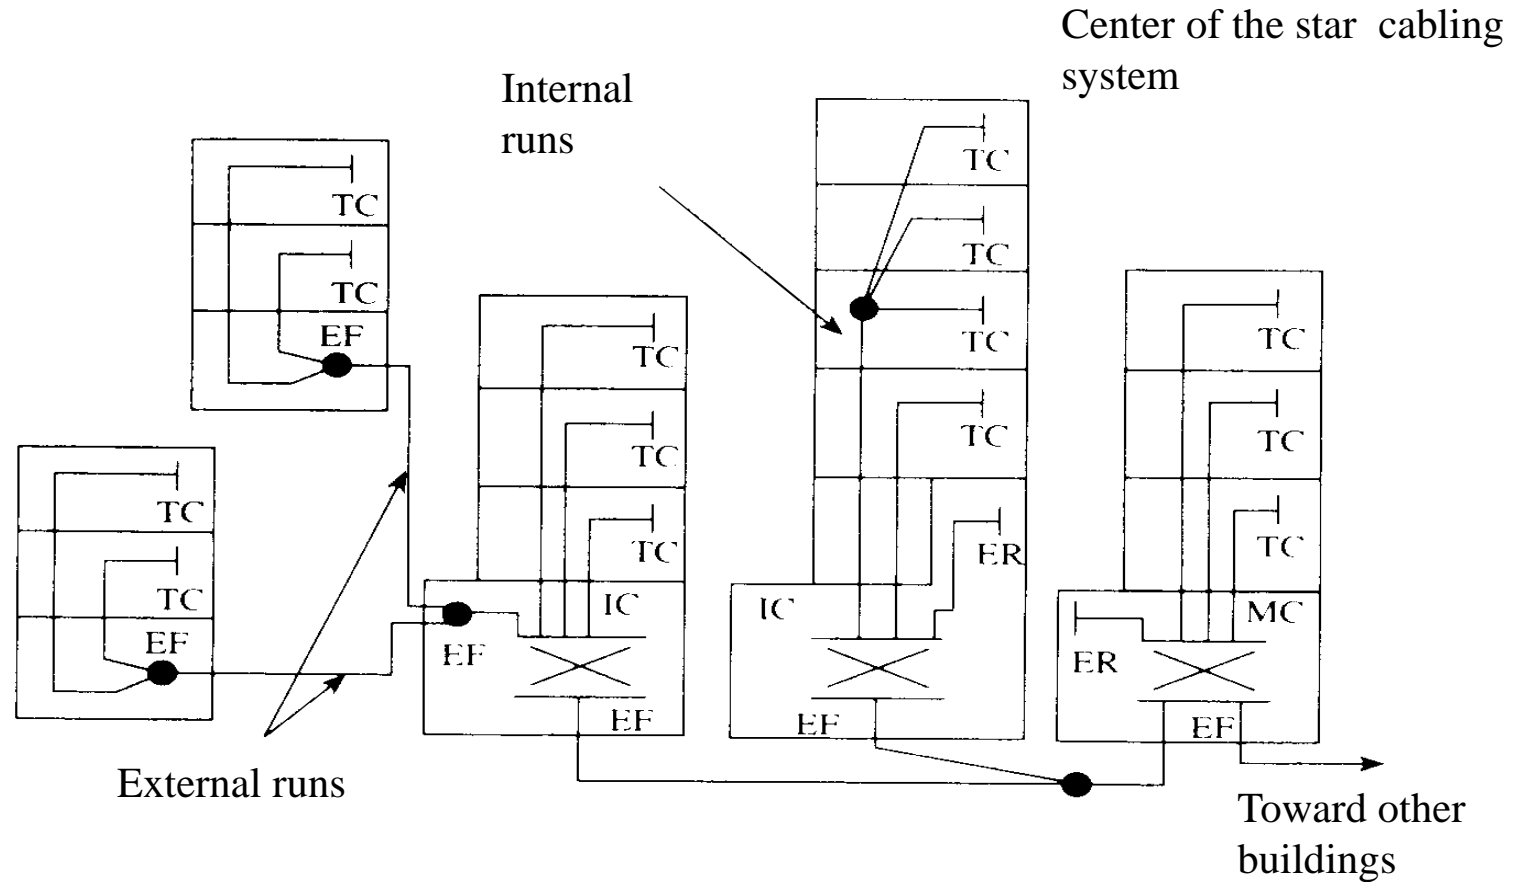 Center of the star cabling
system
Internal
runs
TC
TC
EF
TC
TC
EF
TC
TC
TC
IC
EF
EF
TC
TC
TC
TC
ER
IC
EF
TC
TC
TC
MC
ER
EF
External runs
Toward other
buildings